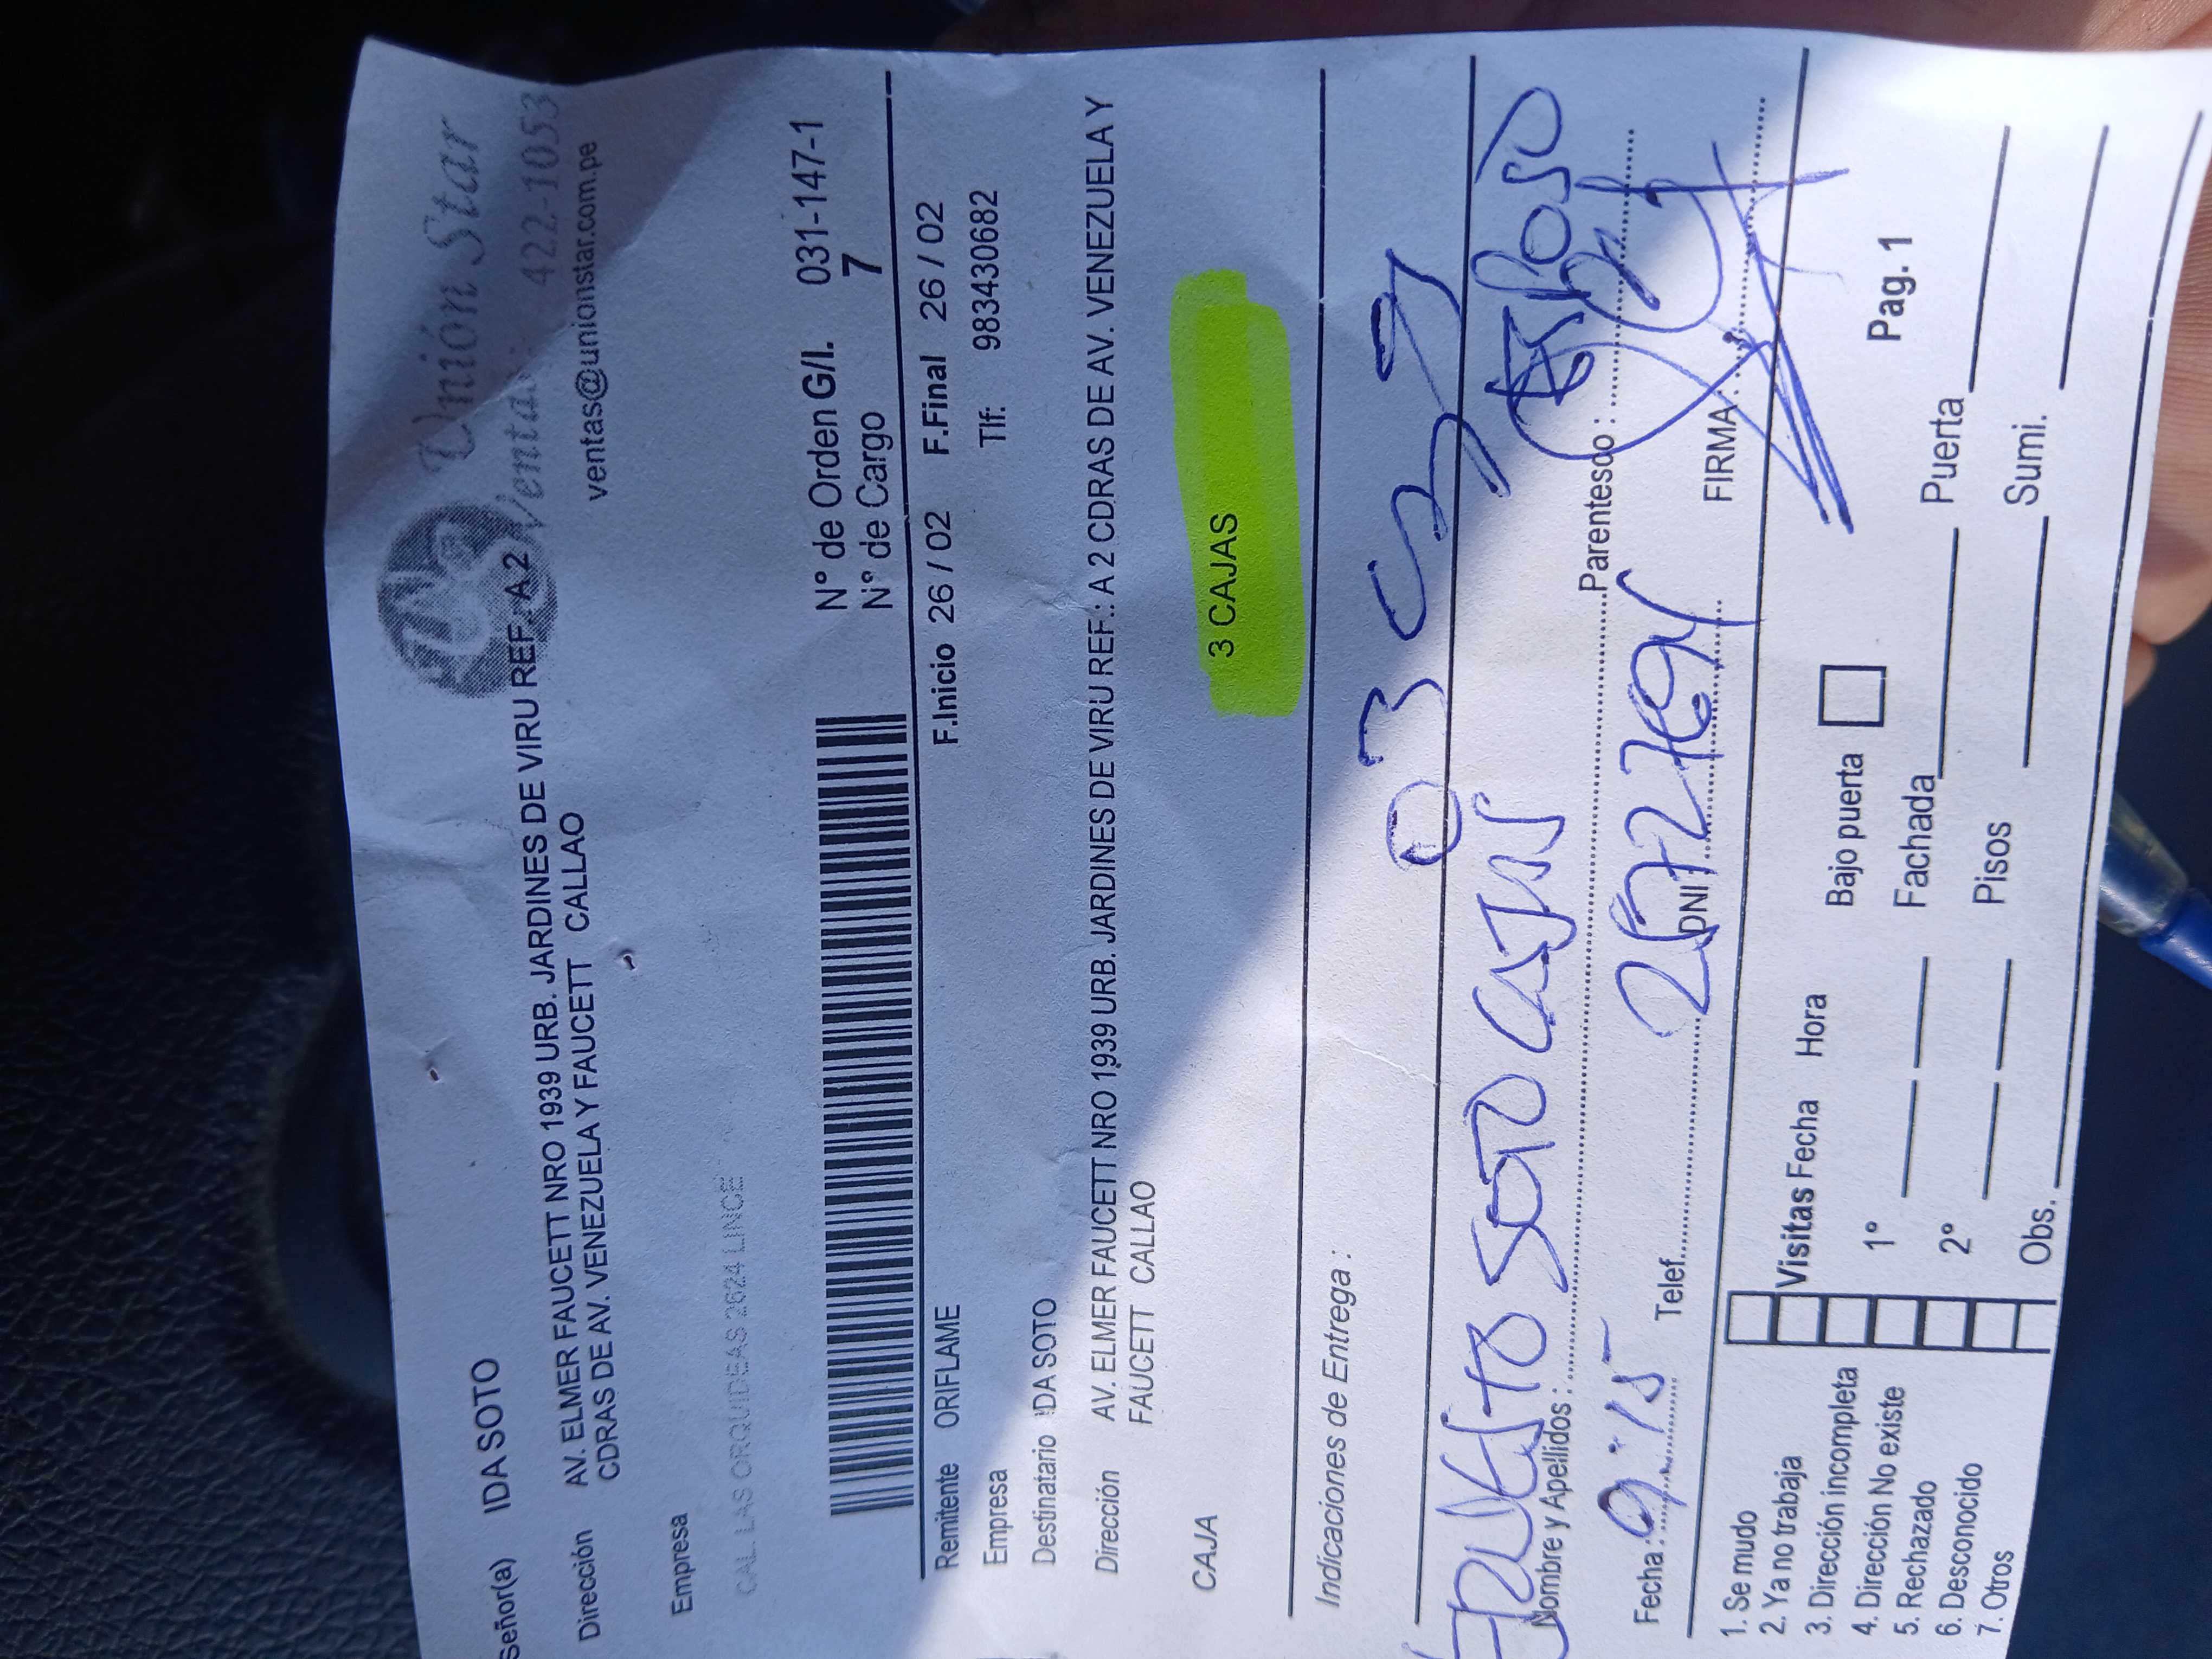 Unión Star
Ventas: 422-1053
ventas@unionstar.com.pe
Señor(a) IDA SOTO
Dirección AV. ELMER FAUCETT NRO 1939 URB. JARDINES DE VIRU REF.: A 2
CDRAS DE AV. VENEZUELA Y FAUCETT CALLAO
Empresa
CAL. LAS ORQUIDEAS 2624 LINCE
N° de Orden G/I. 031-147-1
N° de Cargo 7
F.Inicio 26 / 02 F.Final 26 / 02
Remitente ORIFLAME
Empresa Tlf: 983430682
Destinatario IDA SOTO
Dirección AV. ELMER FAUCETT NRO 1939 URB. JARDINES DE VIRU REF.: A 2 CDRAS DE AV. VENEZUELA Y
FAUCETT CALLAO
CAJA 3 CAJAS
Indicaciones de Entrega :
03
SOTO CASAS ESPOSO
Nombre y Apellidos : Parentesco :
9:15
Fecha : Telef. DNI FIRMA :
1. Se mudo
2. Ya no trabaja
3. Dirección incompleta
4. Dirección No existe
5. Rechazado
6. Desconocido
7. Otros
Visitas Fecha Hora Bajo puerta Pag. 1
1° Fachada Puerta
2° Pisos Sumi.
Obs.